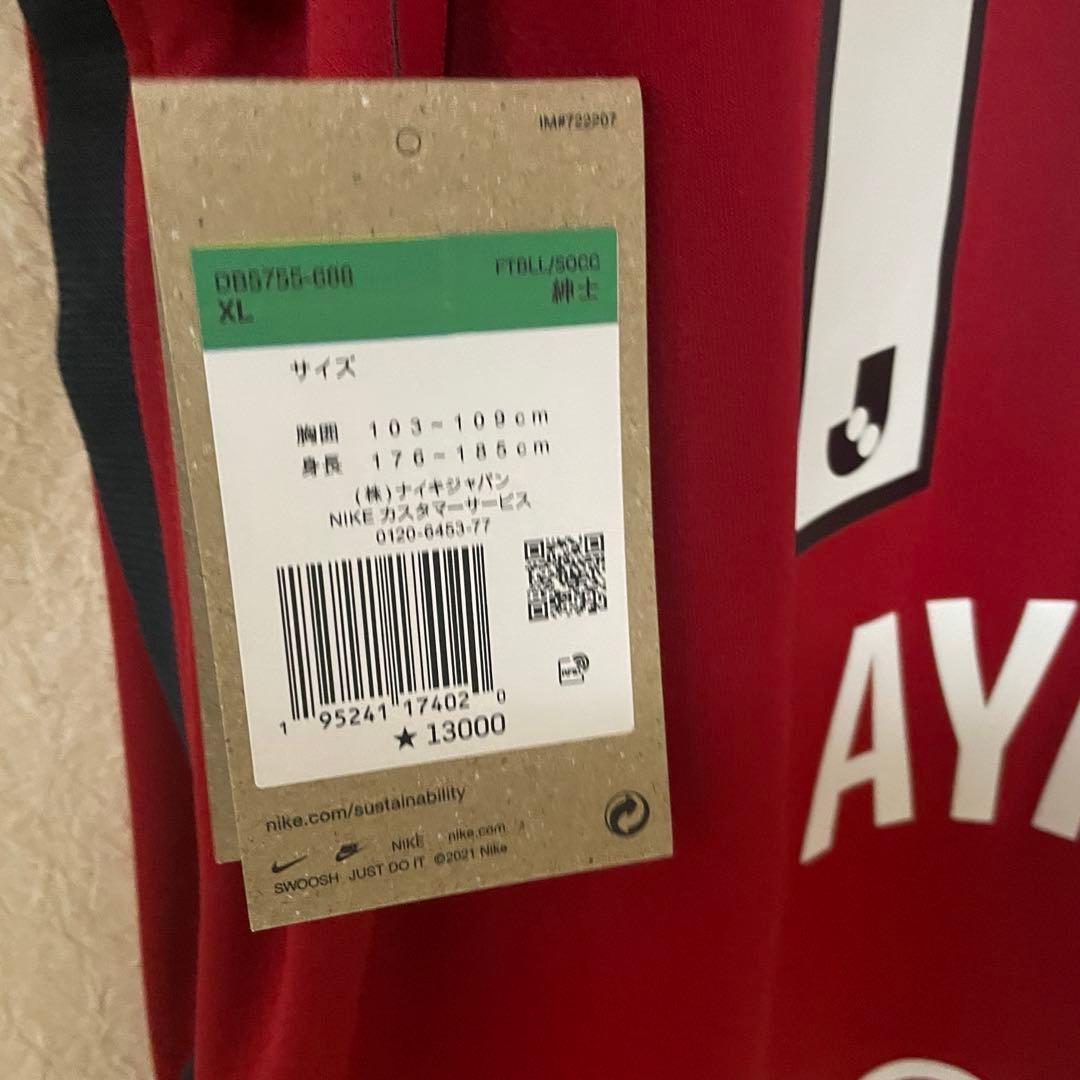 IM#722207
DB5755-688
FTBLL/SOCC
XL
紳士
サイズ
胸囲 103~109cm
身長 176~185cm
(株)ナイキジャパン
NIKE カスタマーサービス
0120-6453-77
1 95241 17402 0
★ 13000
nike.com/sustainability
NIKE nike.com
SWOOSH JUST DO IT ©2021 Nike
J
AY